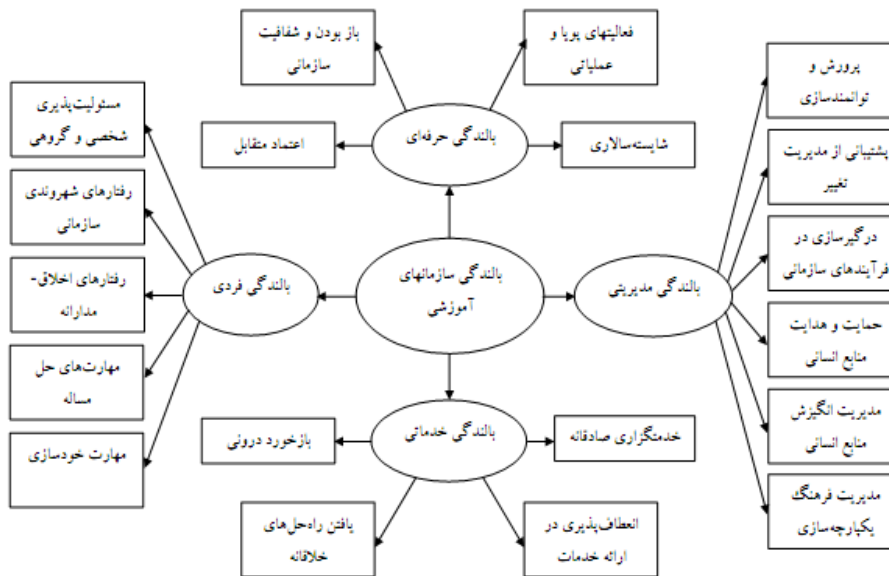 باز بودن و شفافیت
سازمانی
فعالیتهای پویا و
عملیاتی
پرورش و
توانمندسازی
مسئولیت‌پذیری
شخصی و گروهی
بالندگی حرفه‌ای
اعتماد متقابل
شایسته‌سالاری
پشتیبانی از مدیریت
تغییر
رفتارهای شهروندی
سازمانی
درگیرسازی در
فرآیندهای سازمانی
بالندگی سازمانهای
آموزشی
بالندگی فردی
بالندگی مدیریتی
رفتارهای اخلاق-
مدارانه
حمایت و هدایت
منابع انسانی
مهارت‌های حل
مساله
مدیریت انگیزش
منابع انسانی
بالندگی خدماتی
بازخورد درونی
خدمتگزاری صادقانه
مهارت خودسازی
مدیریت فرهنگ
یکپارچه‌سازی
یافتن راه‌حل‌های
خلاقانه
انعطاف‌پذیری در
ارائه خدمات